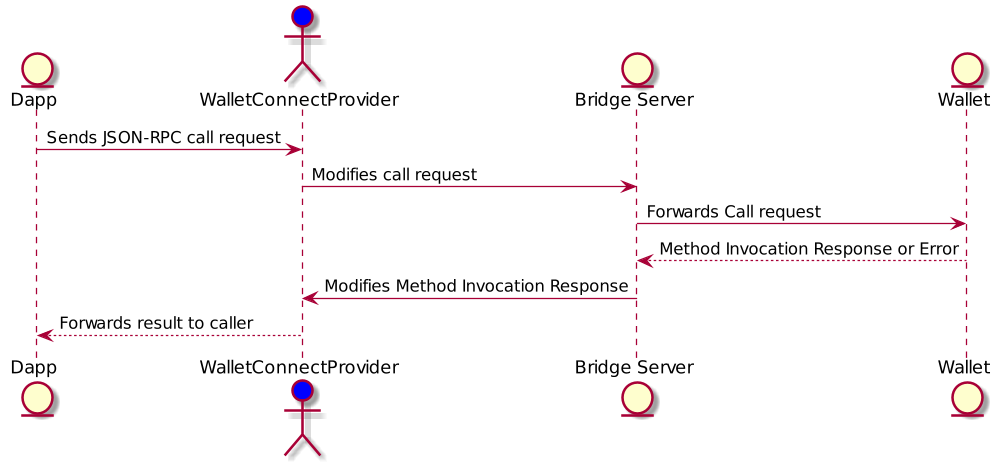 Dapp
WalletConnectProvider
Bridge Server
Wallet
Sends JSON-RPC call request
Modifies call request
Forwards Call request
Method Invocation Response or Error
Modifies Method Invocation Response
Forwards result to caller
Dapp
WalletConnectProvider
Bridge Server
Wallet